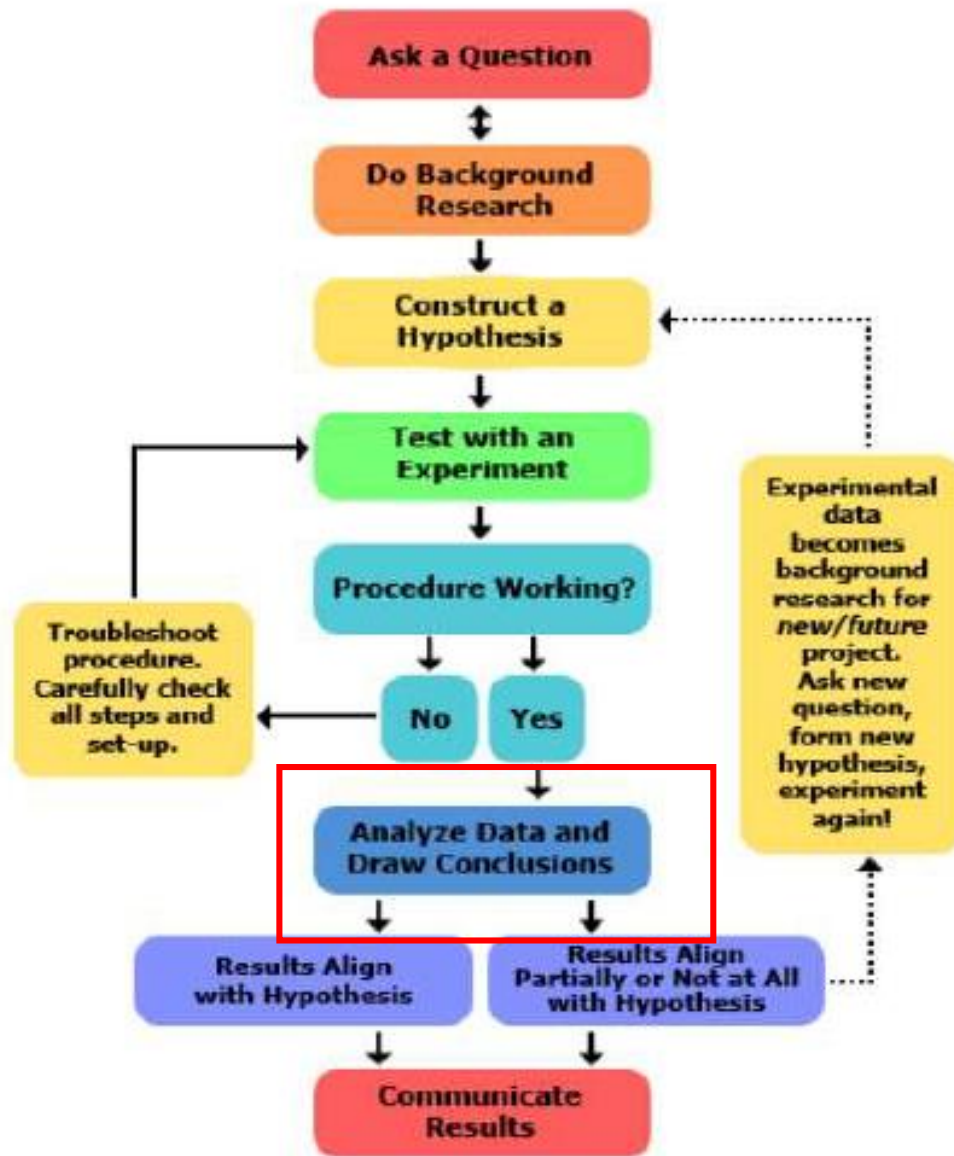 Ask a Question
Do Background
Research
Construct a
Hypothesis
Test with an
Experiment
Procedure Working?
No
Yes
Troubleshoot
procedure.
Carefully check
all steps and
set-up.
Experimental
data
becomes
background
research for
new/future
project.
Ask new
question,
form new
hypothesis,
experiment
again!
Analyze Data and
Draw Conclusions
Results Align
with Hypothesis
Results Align
Partially or Not at All
with Hypothesis
Communicate
Results